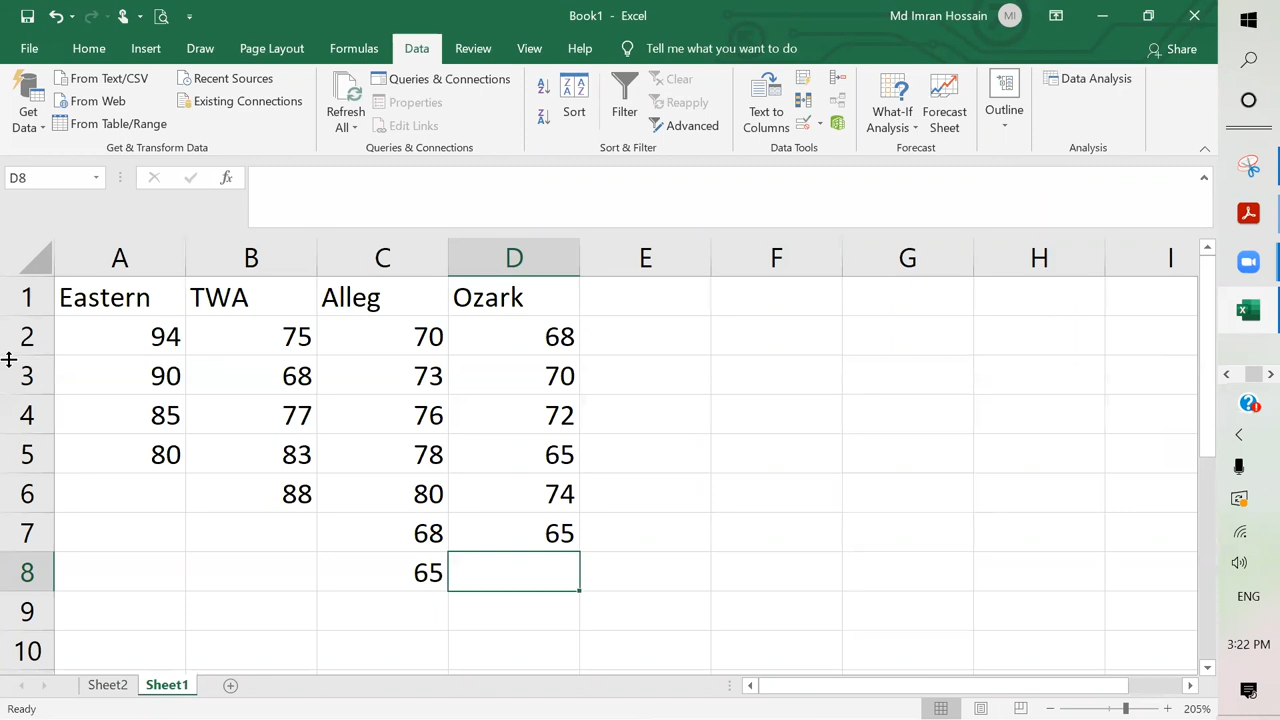 Book1 - Excel
Md Imran Hossain MI
File Home Insert Draw Page Layout Formulas Data Review View Help Tell me what you want to do Share
Get Data
From Text/CSV
From Web
From Table/Range
Recent Sources
Existing Connections
Get & Transform Data
Refresh All
Queries & Connections
Properties
Edit Links
Queries & Connections
Sort
Filter
Clear
Reapply
Advanced
Sort & Filter
Text to Columns
Data Tools
What-If Analysis
Forecast Sheet
Forecast
Outline
Data Analysis
Analysis
D8 fx
A B C D E F G H I
1 Eastern TWA Alleg Ozark
2 94 75 70 68
3 90 68 73 70
4 85 77 76 72
5 80 83 78 65
6 88 80 74
7 68 65
8 65
9
10
Sheet2 Sheet1
Ready 205%
ENG
3:22 PM